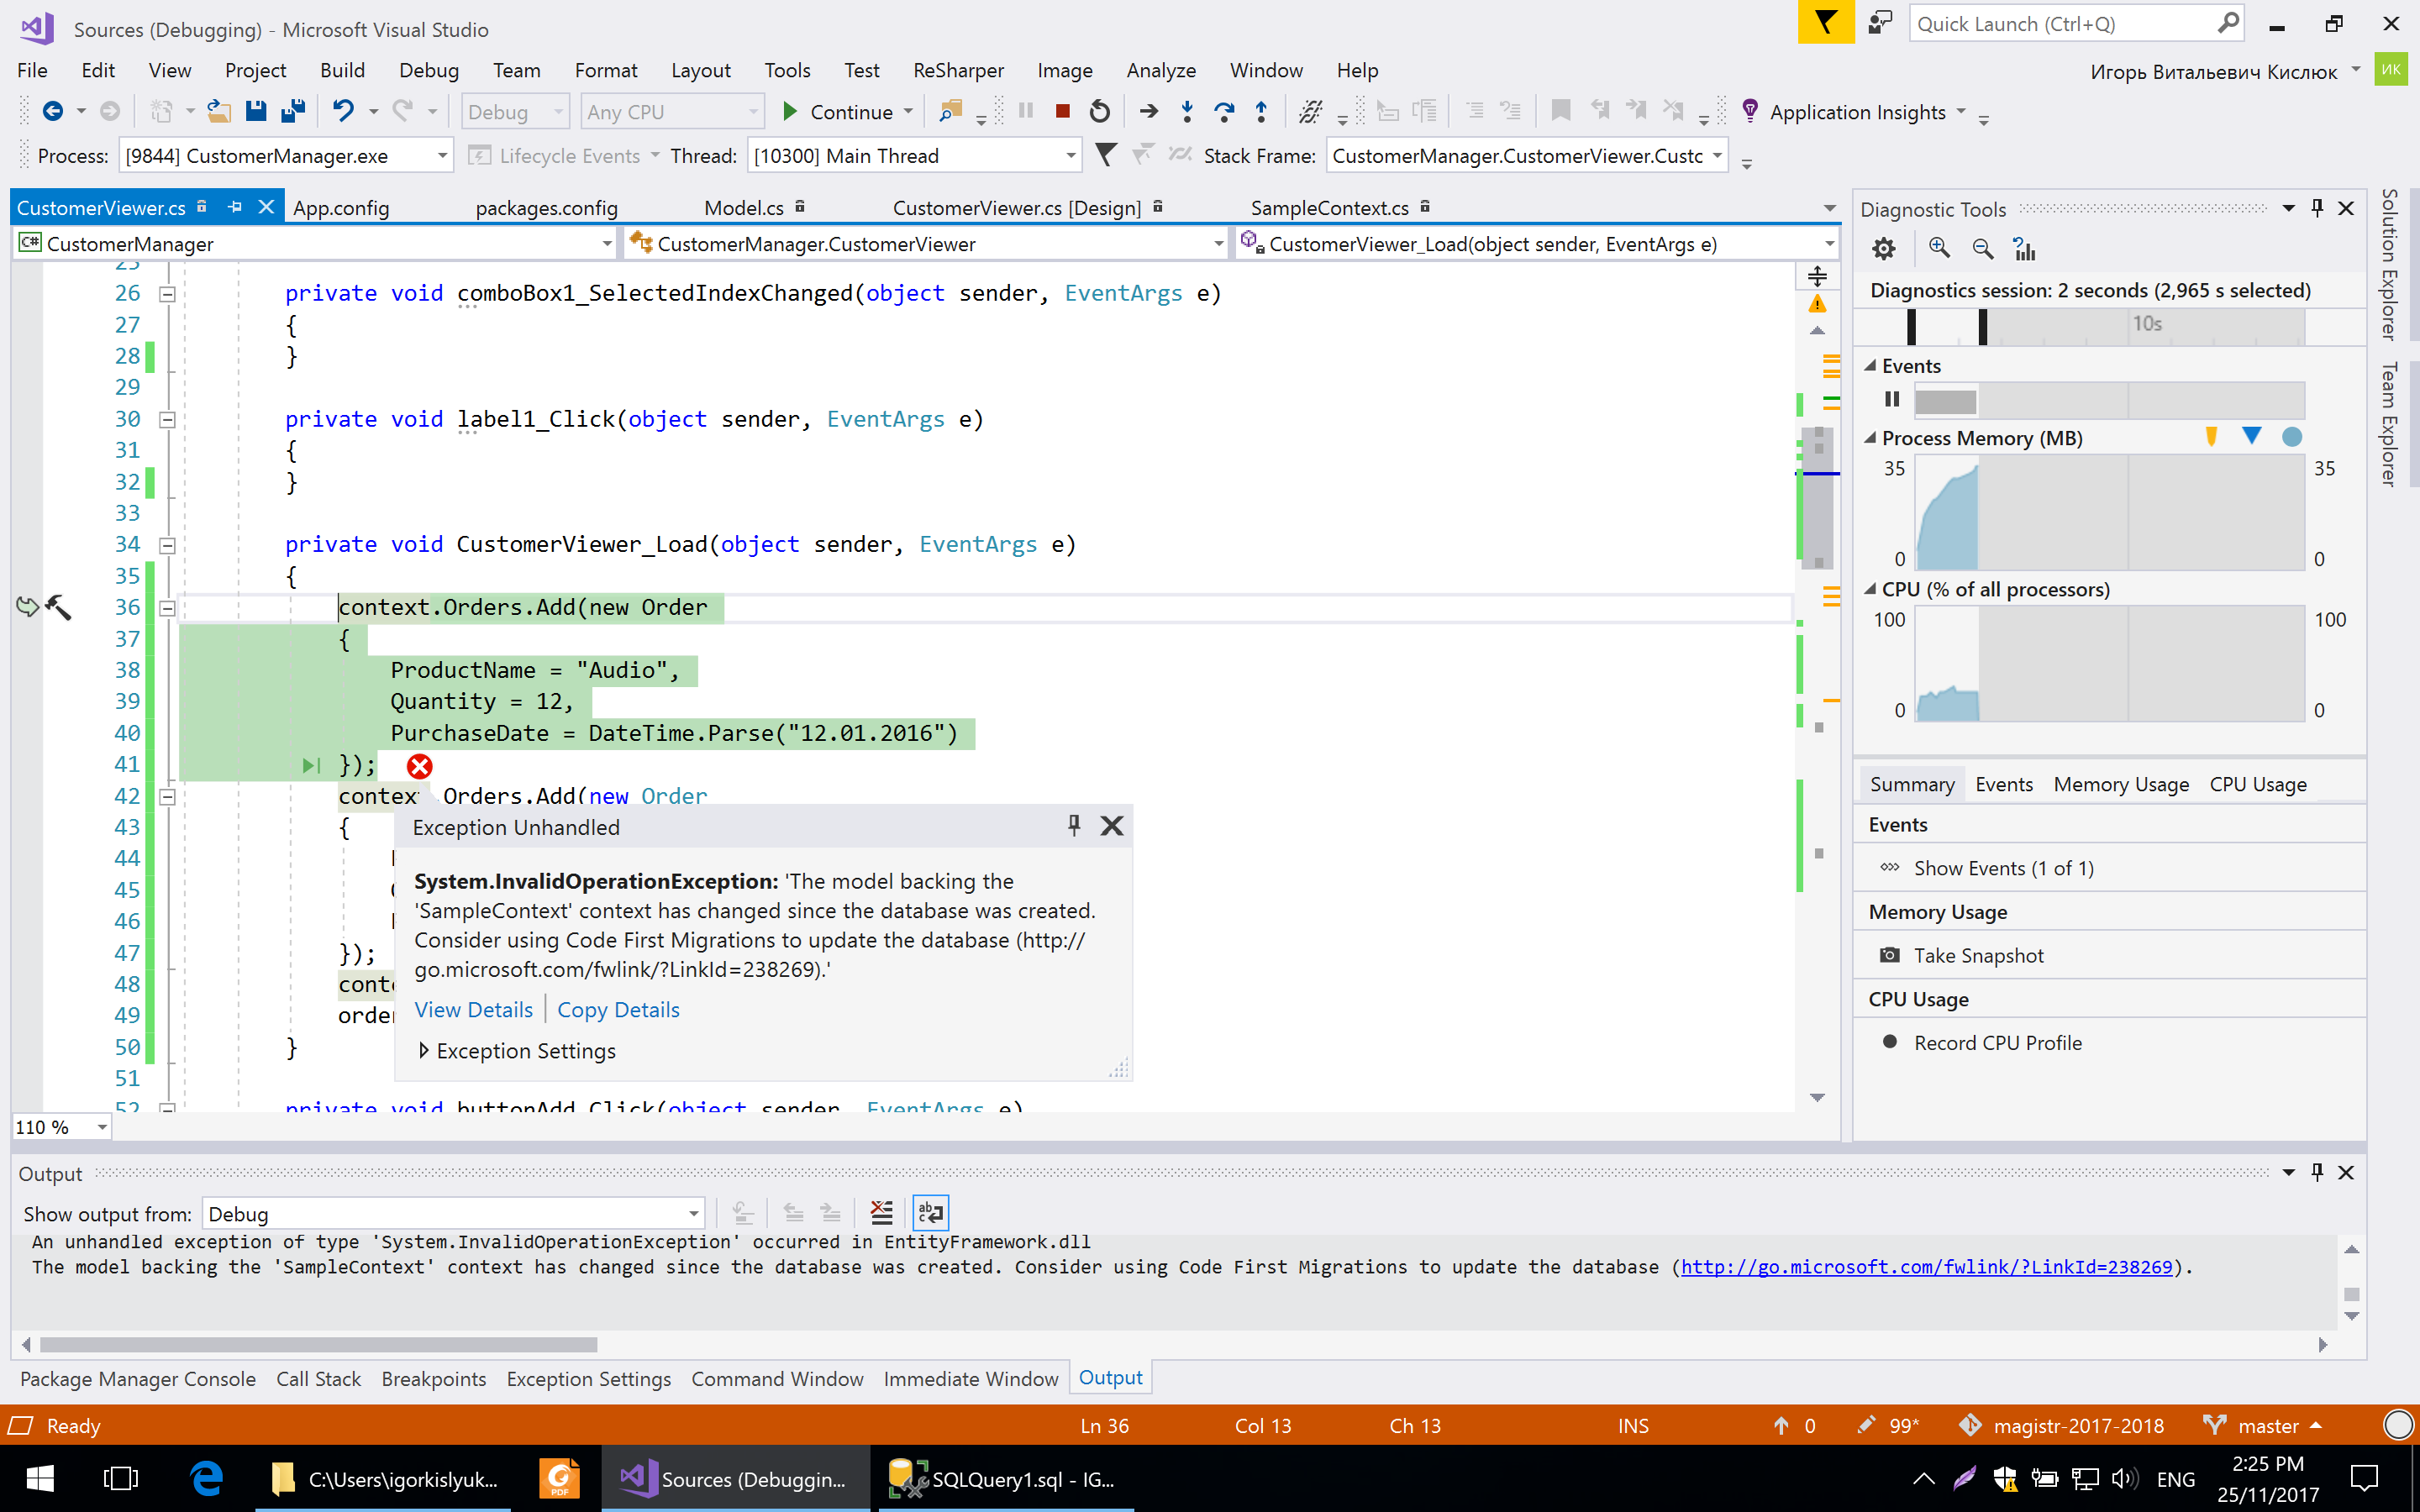 Sources (Debugging) - Microsoft Visual Studio
Quick Launch (Ctrl+Q)
File Edit View Project Build Debug Team Format Layout Tools Test ReSharper Image Analyze Window Help
Игорь Витальевич Кислюк
ИК
Debug Any CPU Continue Application Insights
Process: [9844] CustomerManager.exe Lifecycle Events Thread: [10300] Main Thread Stack Frame: CustomerManager.CustomerViewer.Custc
CustomerViewer.cs App.config packages.config Model.cs CustomerViewer.cs [Design] SampleContext.cs
C# CustomerManager CustomerManager.CustomerViewer CustomerViewer_Load(object sender, EventArgs e)
25
26 private void comboBox1_SelectedIndexChanged(object sender, EventArgs e)
27 {
28 }
29
30 private void label1_Click(object sender, EventArgs e)
31 {
32 }
33
34 private void CustomerViewer_Load(object sender, EventArgs e)
35 {
36 context.Orders.Add(new Order
37 {
38 ProductName = "Audio",
39 Quantity = 12,
40 PurchaseDate = DateTime.Parse("12.01.2016")
41 });
42 context.Orders.Add(new Order
43 {
44
45
46
47 });
48 conte
49 order
50 }
51
52 private void buttonAdd_Click(object sender, EventArgs e)
Exception Unhandled
System.InvalidOperationException: 'The model backing the
'SampleContext' context has changed since the database was created.
Consider using Code First Migrations to update the database (http://
go.microsoft.com/fwlink/?LinkId=238269).'
View Details Copy Details
Exception Settings
110 %
Diagnostic Tools
Diagnostics session: 2 seconds (2,965 s selected)
10s
Events
Process Memory (MB)
35 35
0 0
CPU (% of all processors)
100 100
0 0
Summary Events Memory Usage CPU Usage
Events
Show Events (1 of 1)
Memory Usage
Take Snapshot
CPU Usage
Record CPU Profile
Solution Explorer
Team Explorer
Output
Show output from: Debug
An unhandled exception of type 'System.InvalidOperationException' occurred in EntityFramework.dll
The model backing the 'SampleContext' context has changed since the database was created. Consider using Code First Migrations to update the database (http://go.microsoft.com/fwlink/?LinkId=238269).
Package Manager Console Call Stack Breakpoints Exception Settings Command Window Immediate Window Output
Ready Ln 36 Col 13 Ch 13 INS 0 99* magistr-2017-2018 master
C:\Users\igorkislyuk... PDF Sources (Debuggin... SQLQuery1.sql - IG... ENG
2:25 PM
25/11/2017